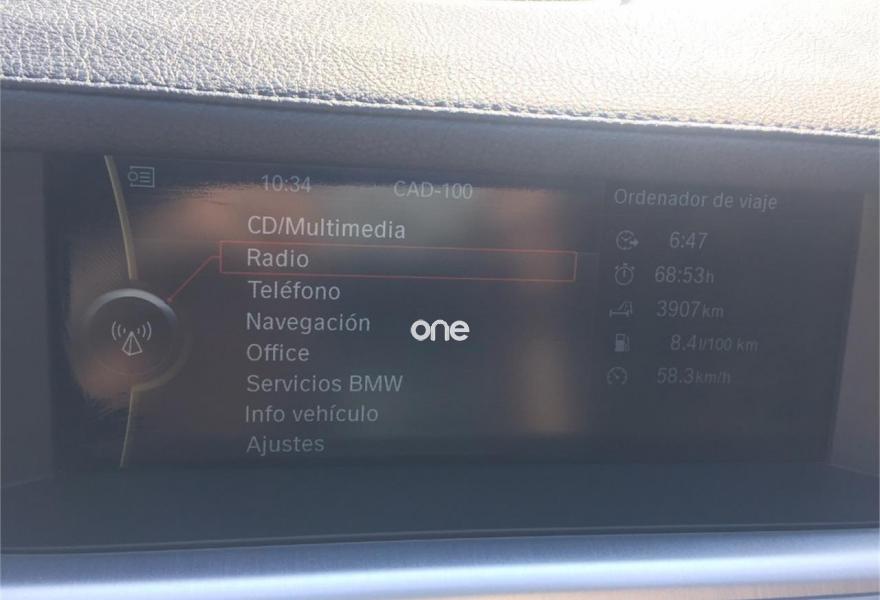 10:34 CAD-100
CD/Multimedia
Radio
Teléfono
Navegación
Office
Servicios BMW
Info vehículo
Ajustes
Ordenador de viaje
6:47
68:53h
3907km
8.4l/100 km
58.3km/h
one